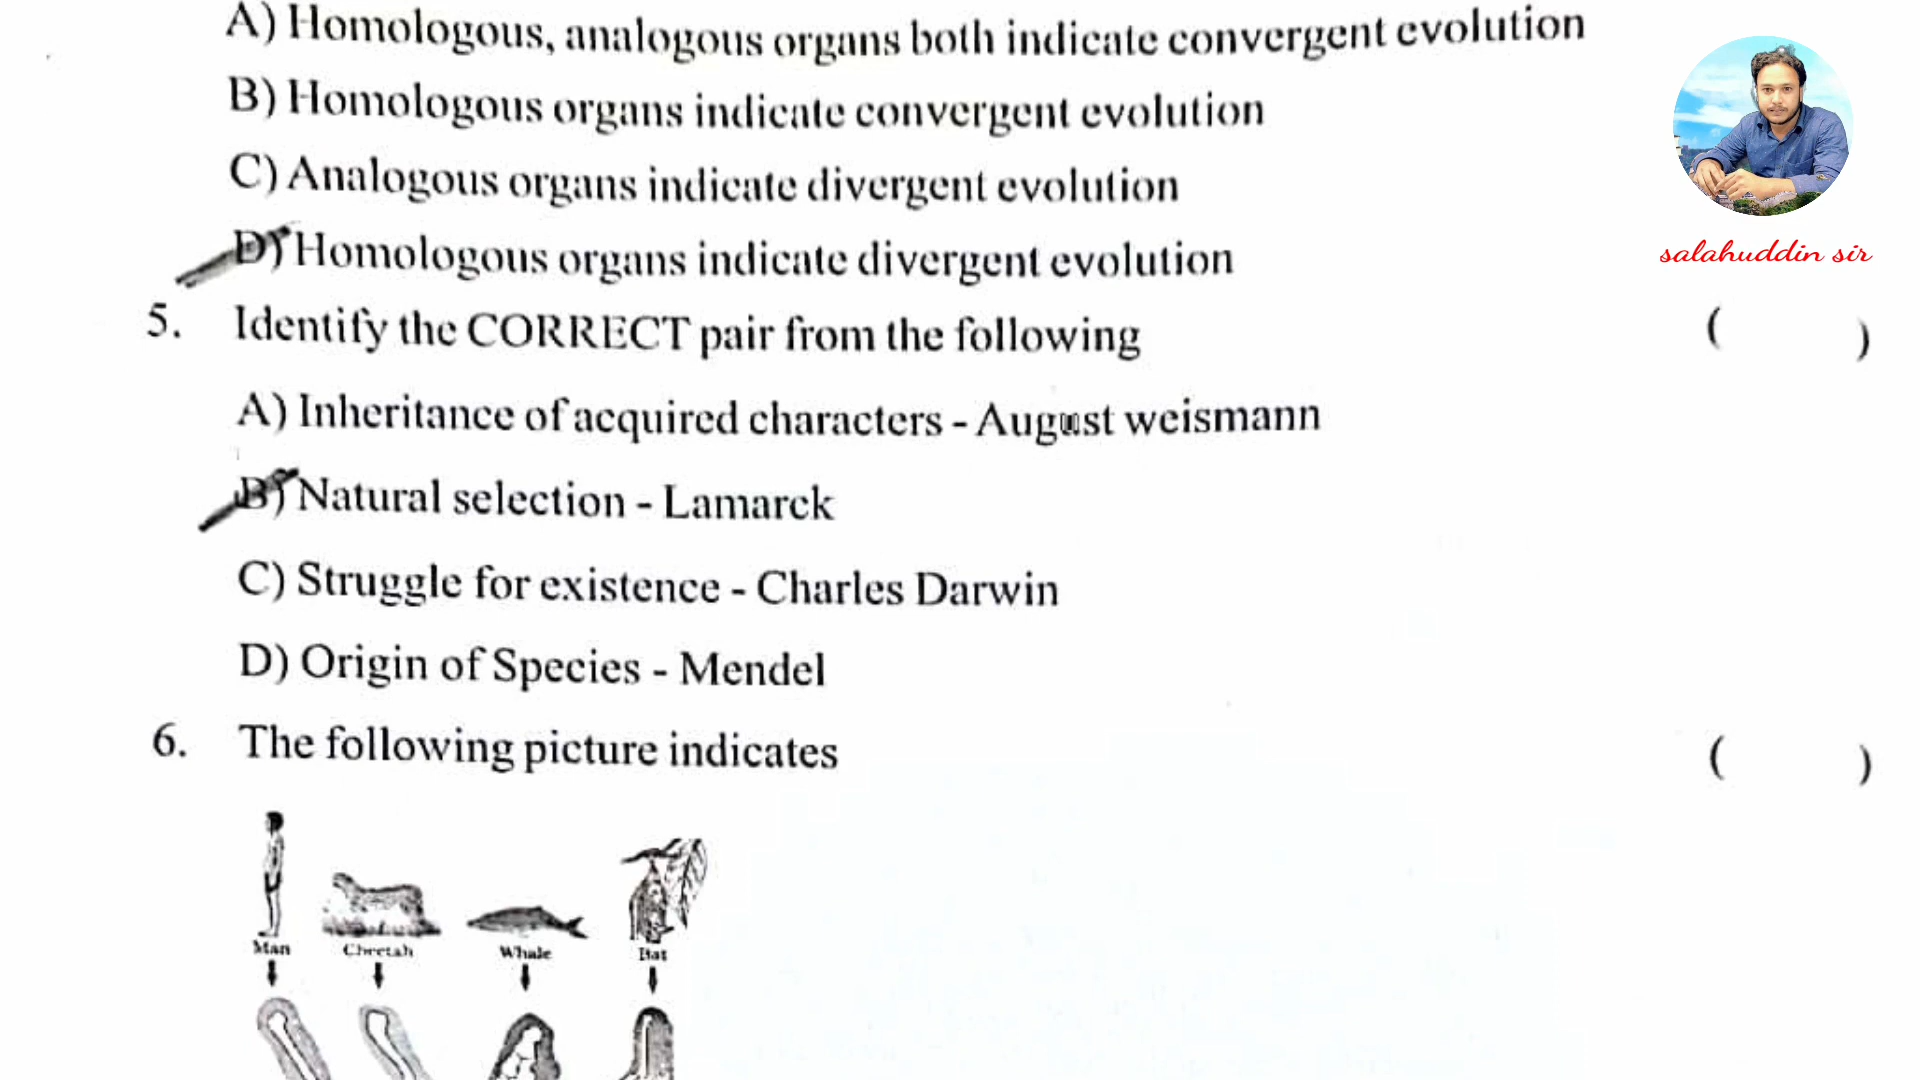 A) Homologous, analogous organs both indicate convergent evolution
B) Homologous organs indicate convergent evolution
C) Analogous organs indicate divergent evolution
D) Homologous organs indicate divergent evolution
salahuddin sir
5. Identify the CORRECT pair from the following ( )
A) Inheritance of acquired characters - August weismann
B) Natural selection - Lamarck
C) Struggle for existence - Charles Darwin
D) Origin of Species - Mendel
6. The following picture indicates ( )
Man Cheetah Whale Bat